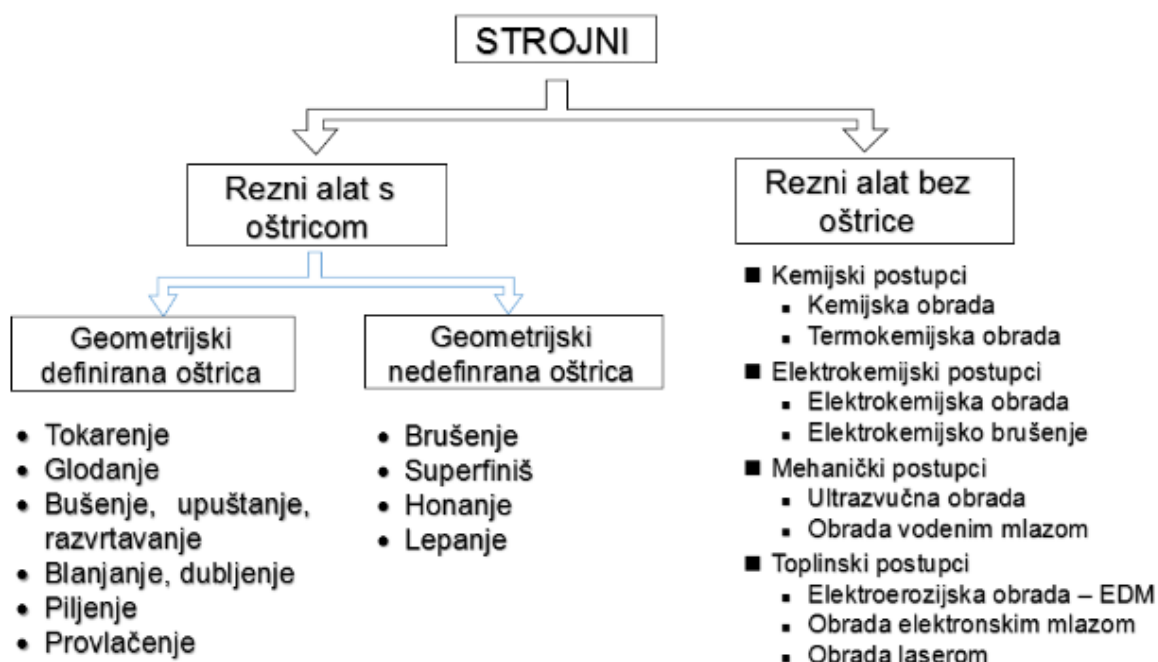 STROJNI
Rezni alat s
oštricom
Rezni alat bez
oštrice
Geometrijski
definirana oštrica
Geometrijski
nedefinrana oštrica
• Tokarenje
• Glodanje
• Bušenje, upuštanje,
razvrtavanje
• Blanjanje, dubljenje
• Piljenje
• Provlačenje
• Brušenje
• Superfiniš
• Honanje
• Lepanje
■ Kemijski postupci
▪ Kemijska obrada
▪ Termokemijska obrada
■ Elektrokemijski postupci
▪ Elektrokemijska obrada
▪ Elektrokemijsko brušenje
■ Mehanički postupci
▪ Ultrazvučna obrada
▪ Obrada vodenim mlazom
■ Toplinski postupci
▪ Elektroerozijska obrada – EDM
▪ Obrada elektronskim mlazom
▪ Obrada laserom